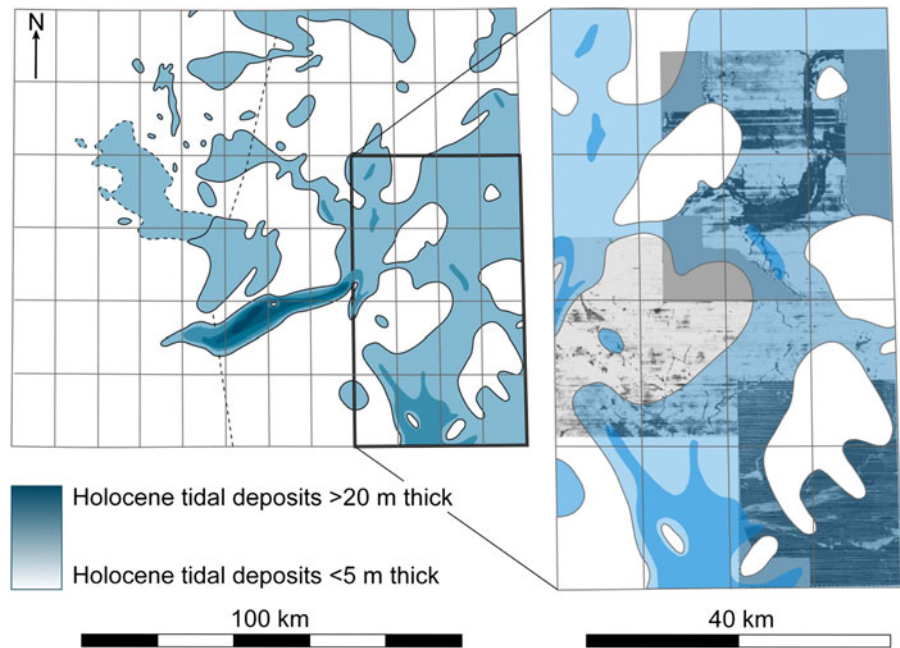 N
Holocene tidal deposits >20 m thick
Holocene tidal deposits <5 m thick
100 km
40 km